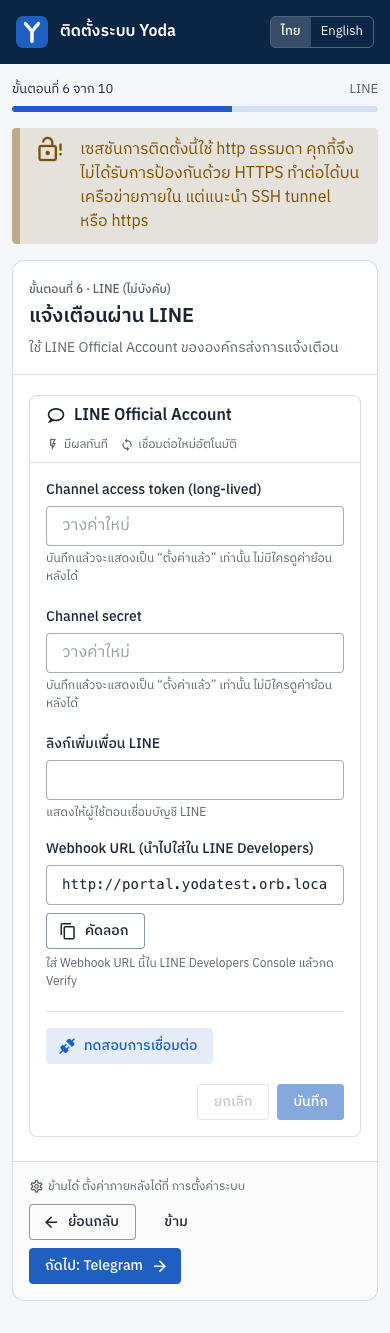 Y ติดตั้งระบบ Yoda ไทย English
ขั้นตอนที่ 6 จาก 10 LINE
เซสชันการติดตั้งนี้ใช้ http ธรรมดา คุกกี้จึง
ไม่ได้รับการป้องกันด้วย HTTPS ทำต่อได้บน
เครือข่ายภายใน แต่แนะนำ SSH tunnel
หรือ https
ขั้นตอนที่ 6 · LINE (ไม่บังคับ)
แจ้งเตือนผ่าน LINE
ใช้ LINE Official Account ขององค์กรส่งการแจ้งเตือน
LINE Official Account
มีผลทันที เชื่อมต่อใหม่อัตโนมัติ
Channel access token (long-lived)
วางค่าใหม่
บันทึกแล้วจะแสดงเป็น “ตั้งค่าแล้ว” เท่านั้น ไม่มีใครดูค่าย้อน
หลังได้
Channel secret
วางค่าใหม่
บันทึกแล้วจะแสดงเป็น “ตั้งค่าแล้ว” เท่านั้น ไม่มีใครดูค่าย้อน
หลังได้
ลิงก์เพิ่มเพื่อน LINE
แสดงให้ผู้ใช้ตอนเชื่อมบัญชี LINE
Webhook URL (นำไปใส่ใน LINE Developers)
http://portal.yodatest.orb.loca
คัดลอก
ใส่ Webhook URL นี้ใน LINE Developers Console แล้วกด
Verify
ทดสอบการเชื่อมต่อ
ยกเลิก บันทึก
ข้ามได้ ตั้งค่าภายหลังได้ที่ การตั้งค่าระบบ
ย้อนกลับ ข้าม
ถัดไป: Telegram